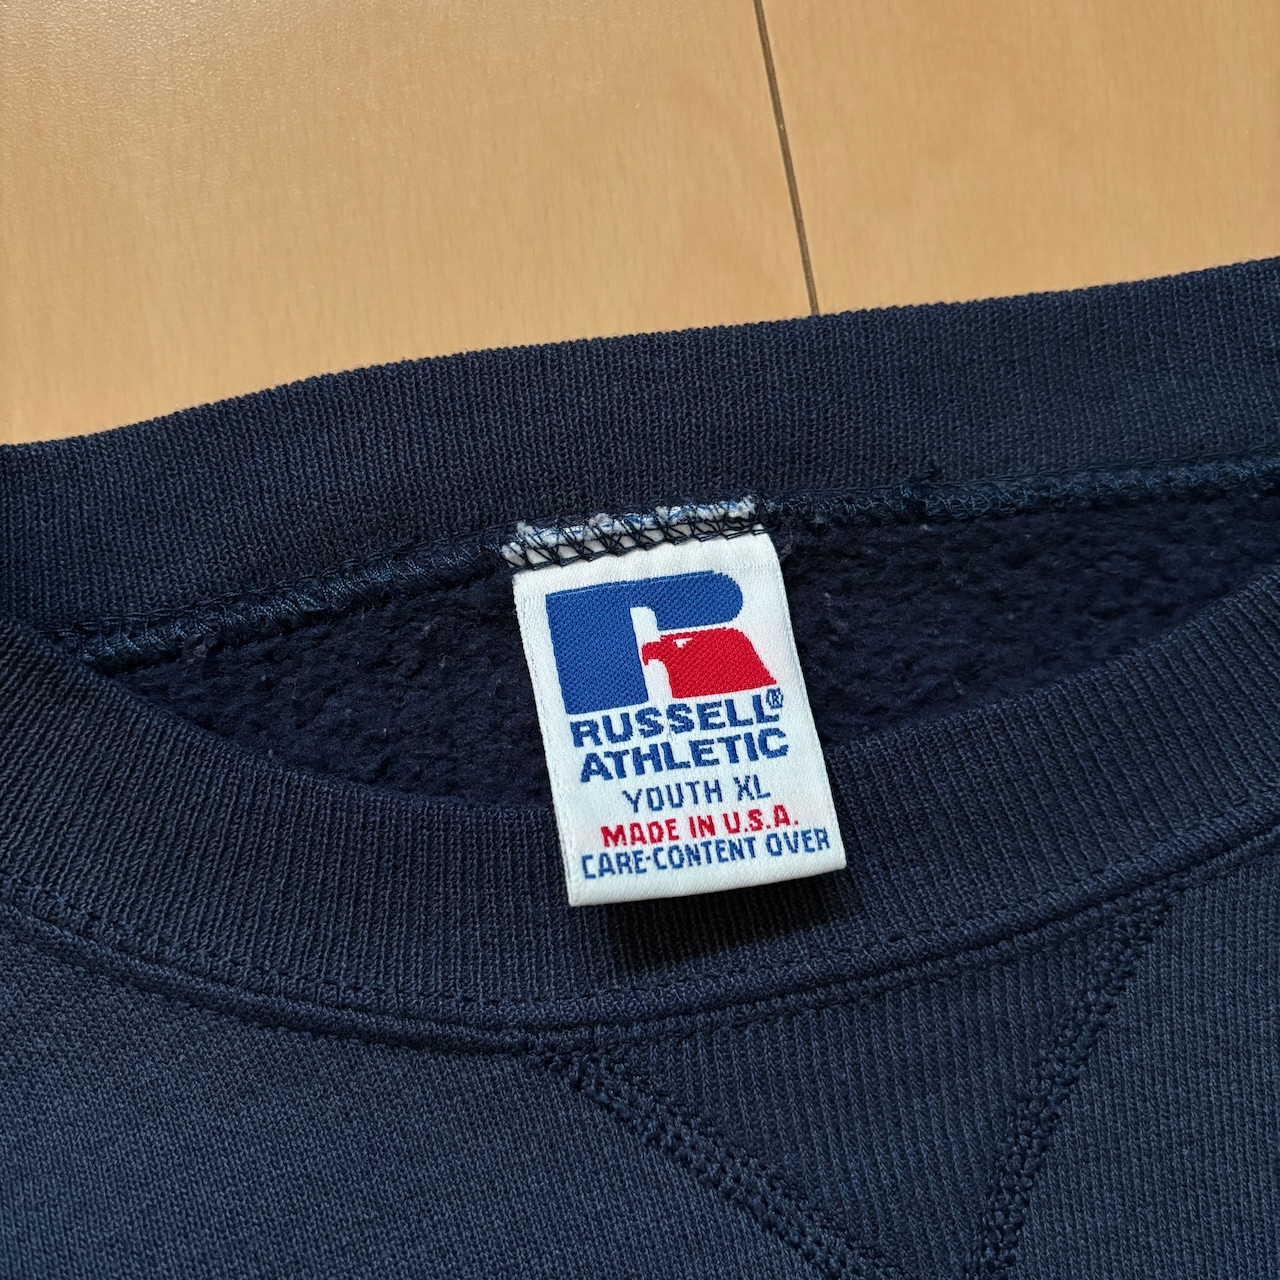 RUSSELL®
ATHLETIC
YOUTH XL
MADE IN U.S.A.
CARE-CONTENT OVER